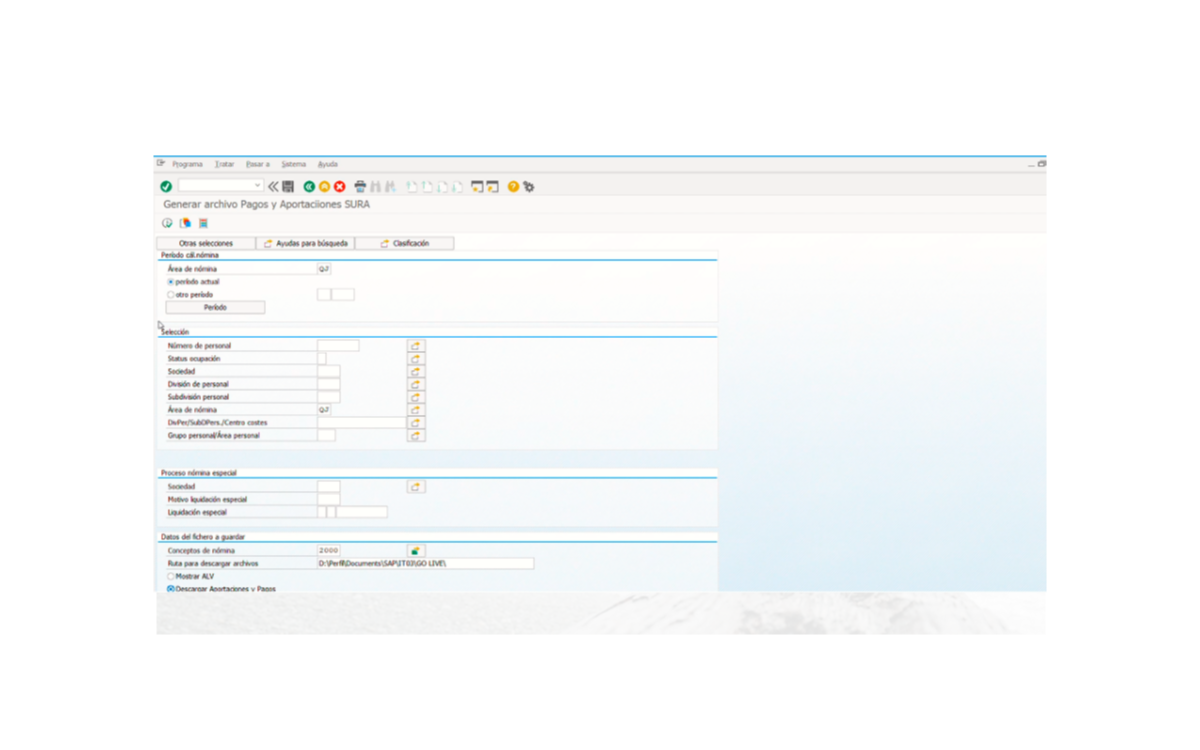 Programa Tratar Pasar a Sistema Ayuda
Generar archivo Pagos y Aportaciiones SURA
Otras selecciones Ayudas para búsqueda Clasificación
Período cál.nómina
Área de nómina QJ
período actual
otro período
Período
Selección
Número de personal
Status ocupación
Sociedad
División de personal
Subdivisión personal
Área de nómina QJ
DivPer/SubDPers./Centro costes
Grupo personal/Área personal
Proceso nómina especial
Sociedad
Motivo liquidación especial
Liquidación especial
Datos del fichero a guardar
Conceptos de nómina 2000
Ruta para descargar archivos D:\Perfil\Documents\SAP\IT03\GO LIVE\
Mostrar ALV
Descargar Aportaciones y Pagos